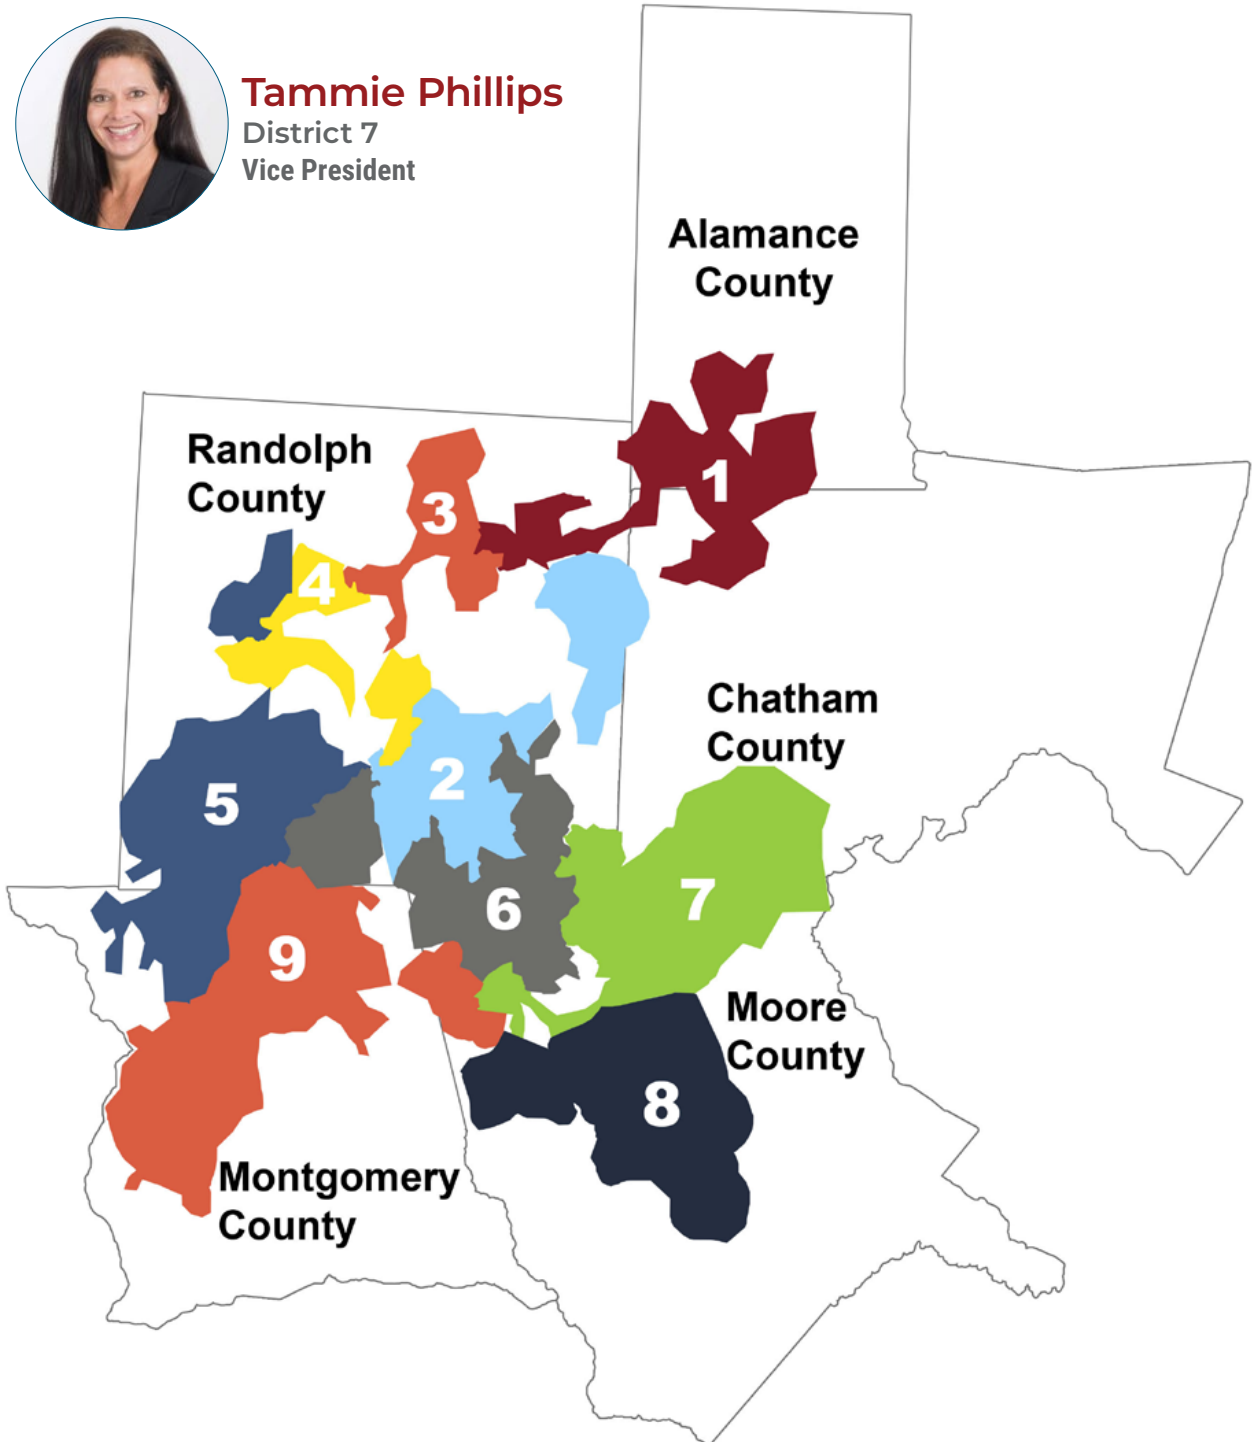 Tammie Phillips
District 7
Vice President
Alamance
County
Randolph
County
1
3
4
Chatham
County
2
5
7
6
9
Moore
County
8
Montgomery
County